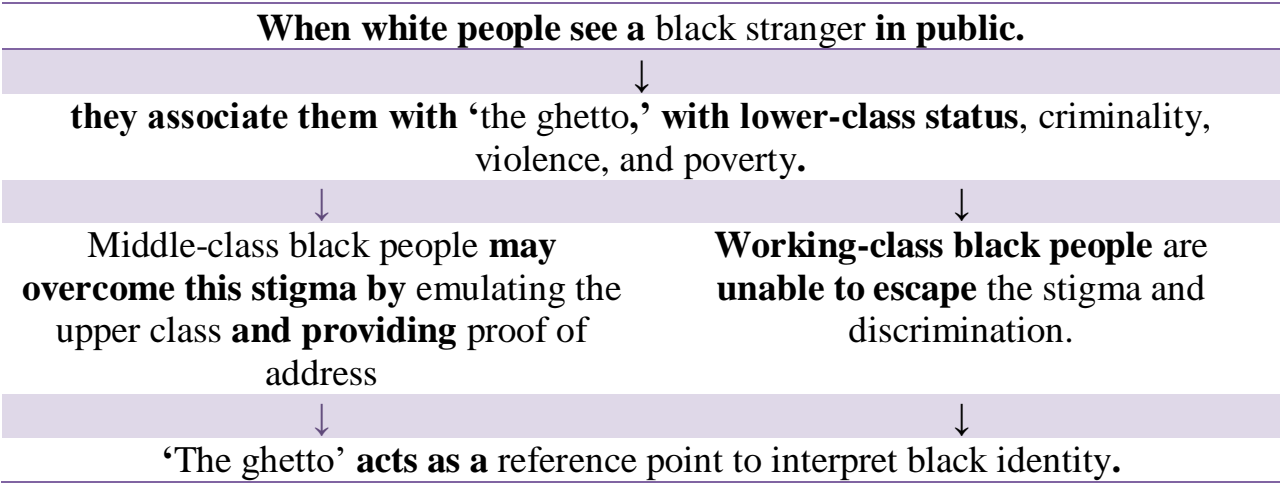 When white people see a black stranger in public.
↓
they associate them with ‘the ghetto,’ with lower-class status, criminality,
violence, and poverty.
↓ ↓
Middle-class black people may
overcome this stigma by emulating the
upper class and providing proof of
address
Working-class black people are
unable to escape the stigma and
discrimination.
↓ ↓
‘The ghetto’ acts as a reference point to interpret black identity.